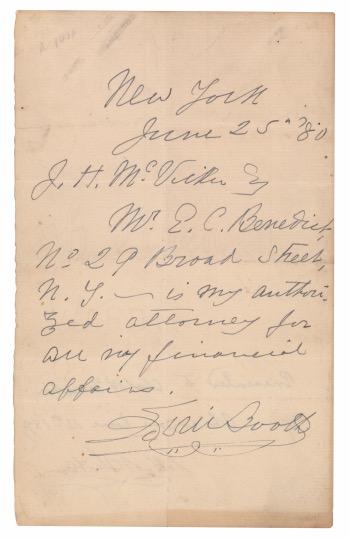 New York
June 25th '80
J. H. McVicker Esq
Mr. E. C. Benedict,
No 29 Broad Street,
N. Y. — is my authori-
zed attorney for
all my financial
affairs.
Edwin Booth